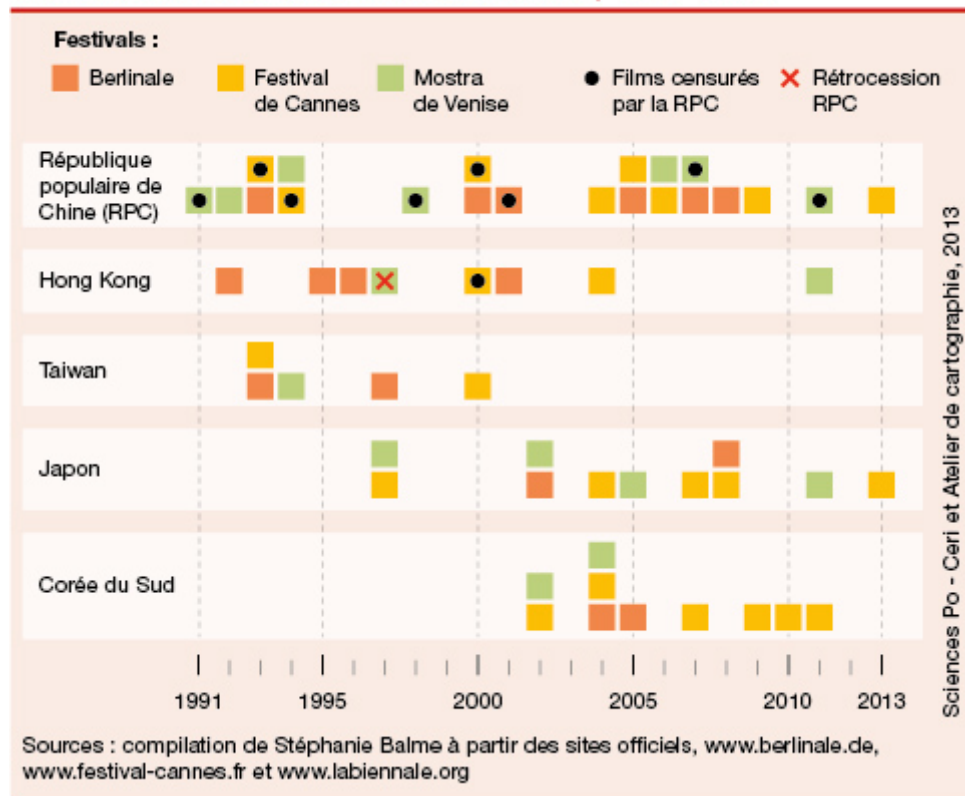 Festivals :
Berlinale
Festival
de Cannes
Mostra
de Venise
Films censurés
par la RPC
Rétrocession
RPC
République
populaire de
Chine (RPC)
Hong Kong
Taiwan
Japon
Corée du Sud
1991 1995 2000 2005 2010 2013
Sciences Po - Ceri et Atelier de cartographie, 2013
Sources : compilation de Stéphanie Balme à partir des sites officiels, www.berlinale.de,
www.festival-cannes.fr et www.labiennale.org